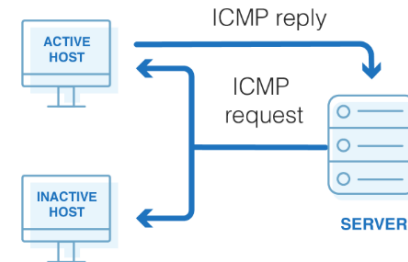 ICMP reply
ACTIVE
HOST
ICMP
request
INACTIVE
HOST
SERVER